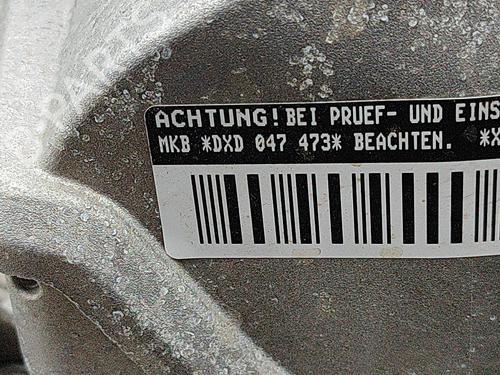 ACHTUNG! BEI PRUEF- UND EINS
MKB *DXD 047 473* BEACHTEN. *X